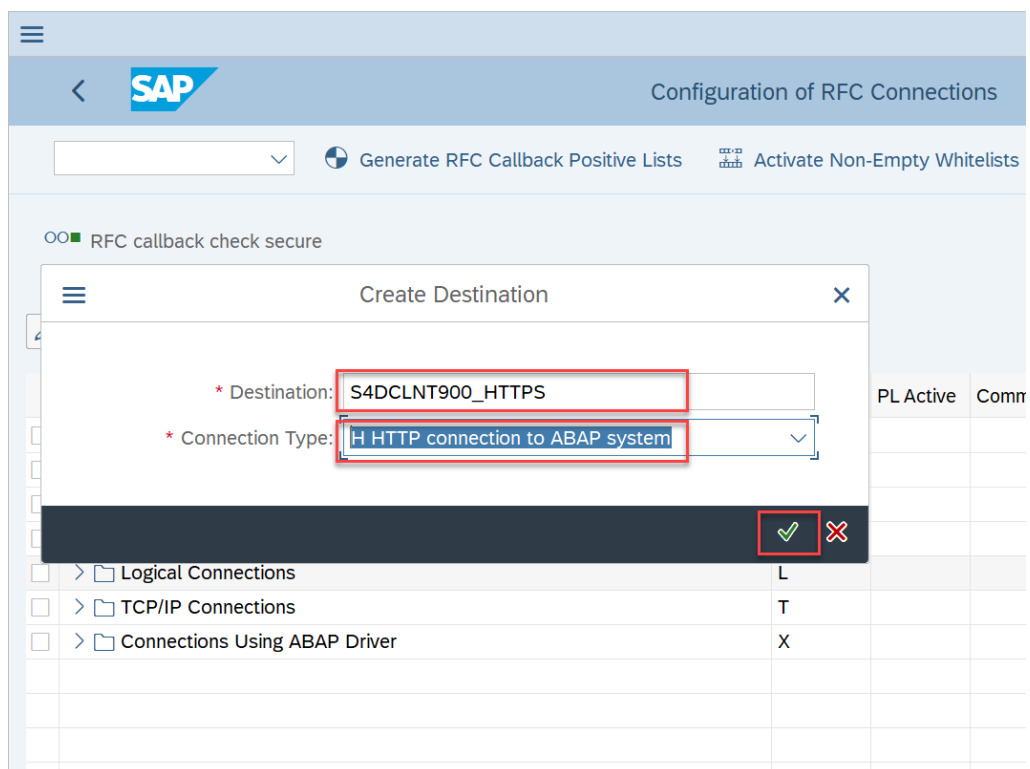 SAP
Configuration of RFC Connections
Generate RFC Callback Positive Lists Activate Non-Empty Whitelists
RFC callback check secure
Create Destination
* Destination: S4DCLNT900_HTTPS
PL Active
* Connection Type: H HTTP connection to ABAP system
Logical Connections L
TCP/IP Connections T
Connections Using ABAP Driver X